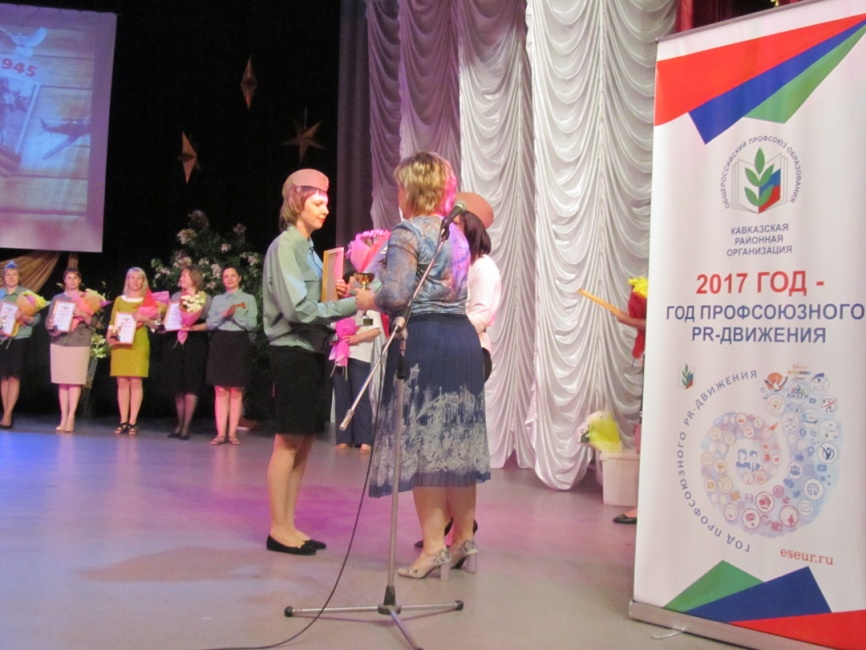 1945
ОБЩЕРОССИЙСКИЙ ПРОФСОЮЗ ОБРАЗОВАНИЯ
КАВКАЗСКАЯ
РАЙОННАЯ
ОРГАНИЗАЦИЯ
2017 ГОД -
ГОД ПРОФСОЮЗНОГО
PR-ДВИЖЕНИЯ
ГОД ПРОФСОЮЗНОГО PR-ДВИЖЕНИЯ
eseur.ru